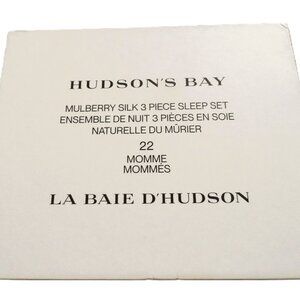 HUDSON'S BAY
MULBERRY SILK 3 PIECE SLEEP SET
ENSEMBLE DE NUIT 3 PIÈCES EN SOIE
NATURELLE DU MÛRIER
22
MOMME
MOMMES
LA BAIE D'HUDSON